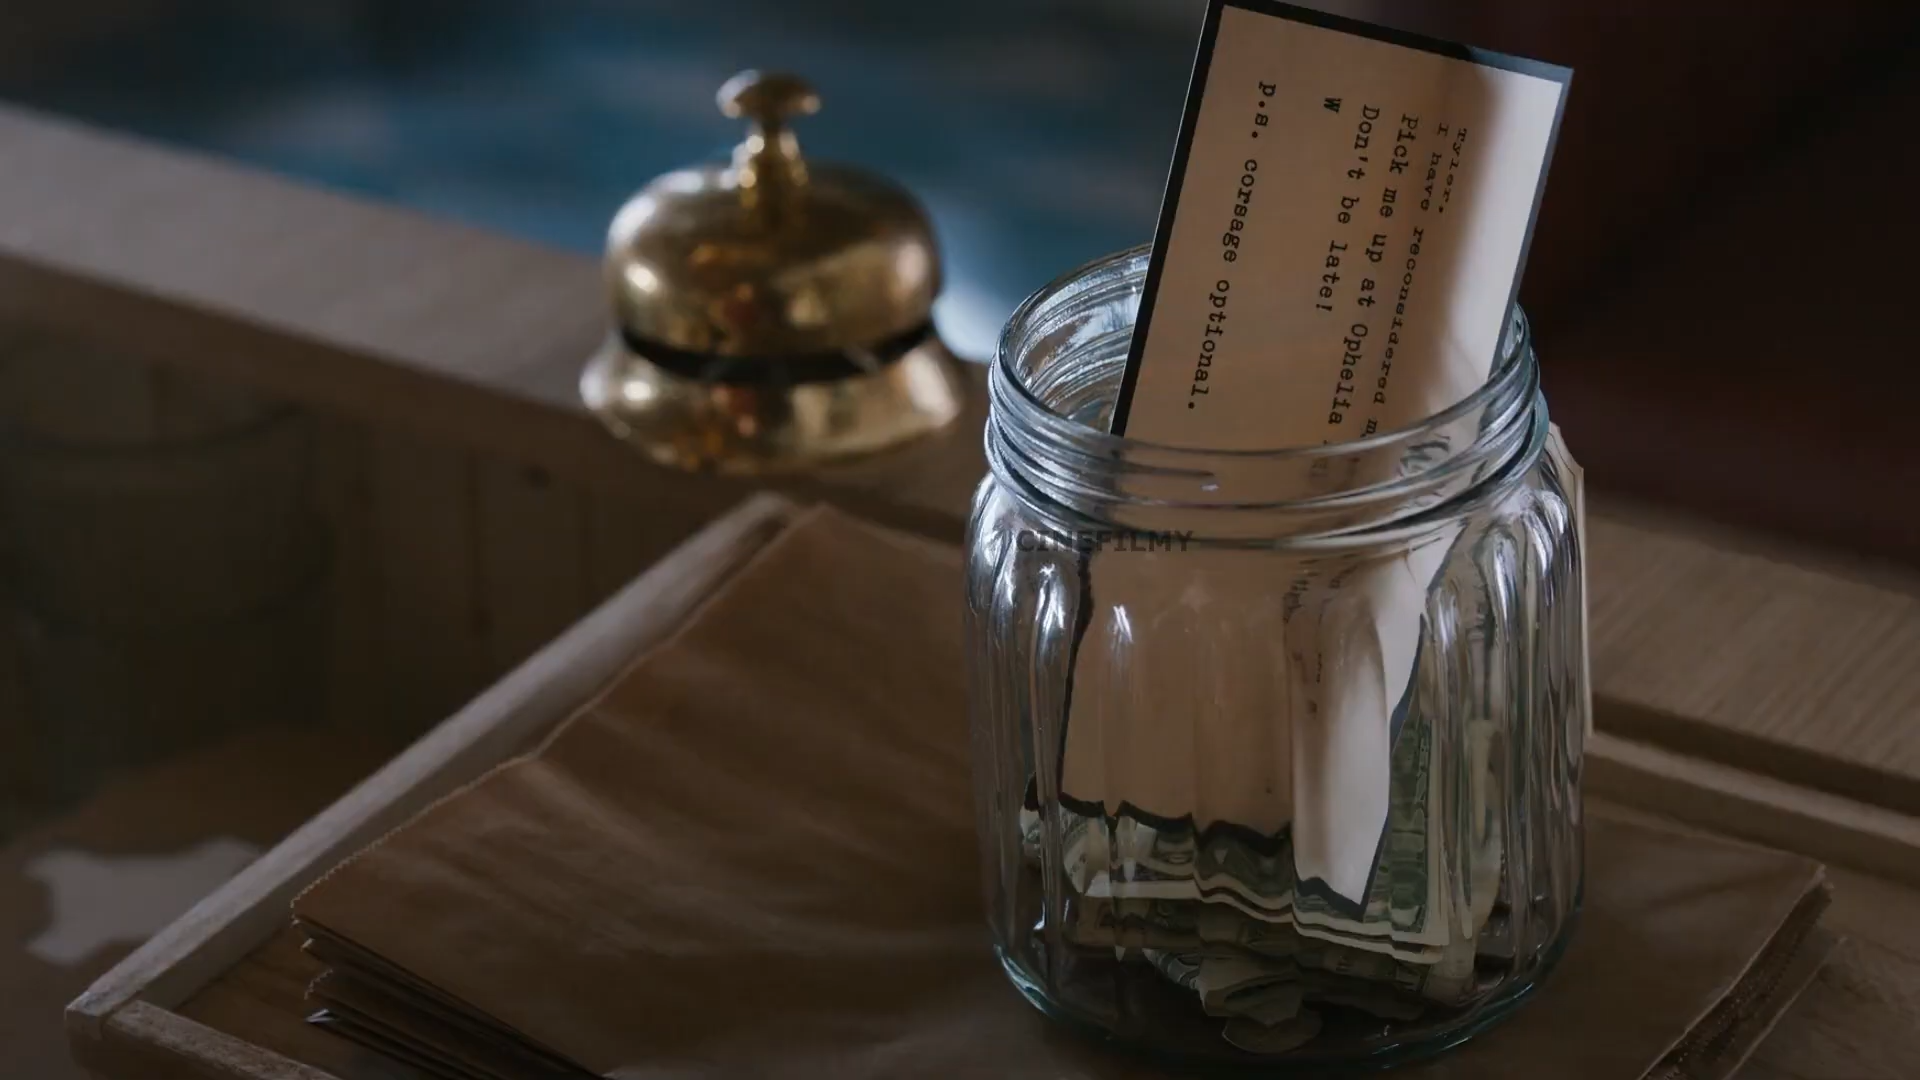 Tyler,
I have reconsidered
Pick me up at Ophelia
Don't be late!
W
p.s. corsage optional.
CINEFILMY